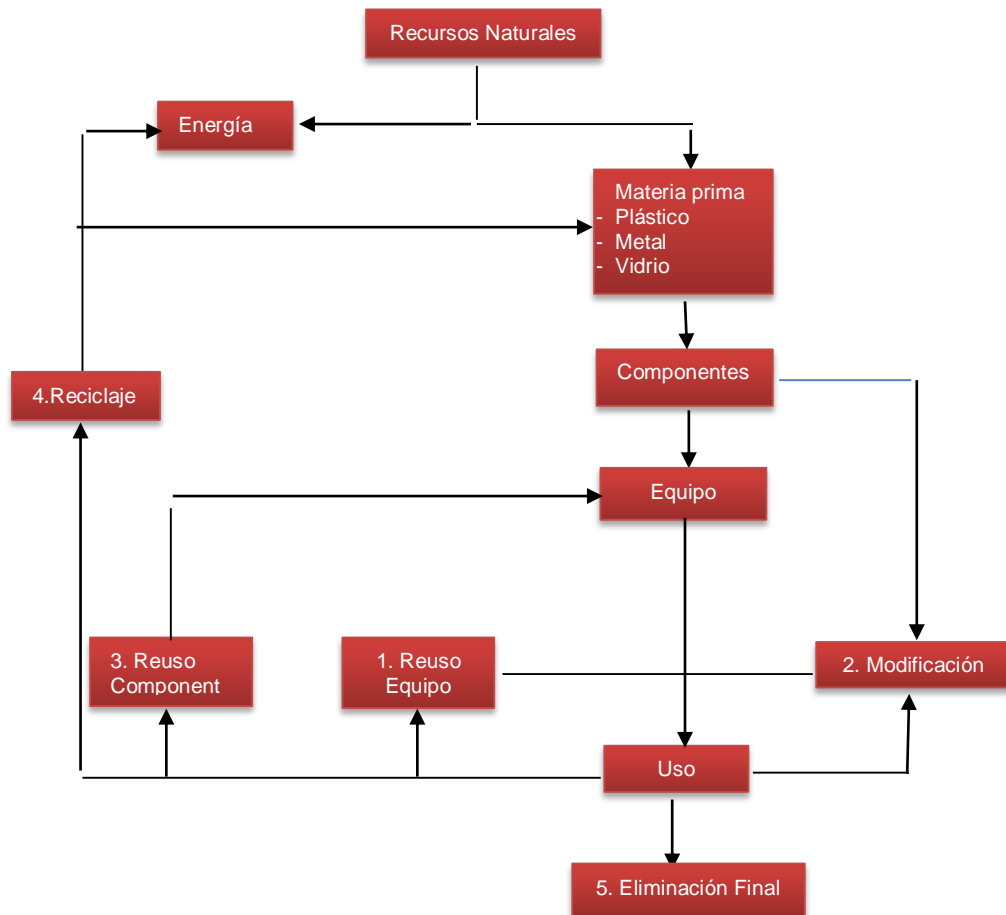 Recursos Naturales
Energía
Materia prima
- Plástico
- Metal
- Vidrio
Componentes
4.Reciclaje
Equipo
3. Reuso
Component
1. Reuso
Equipo
2. Modificación
Uso
5. Eliminación Final